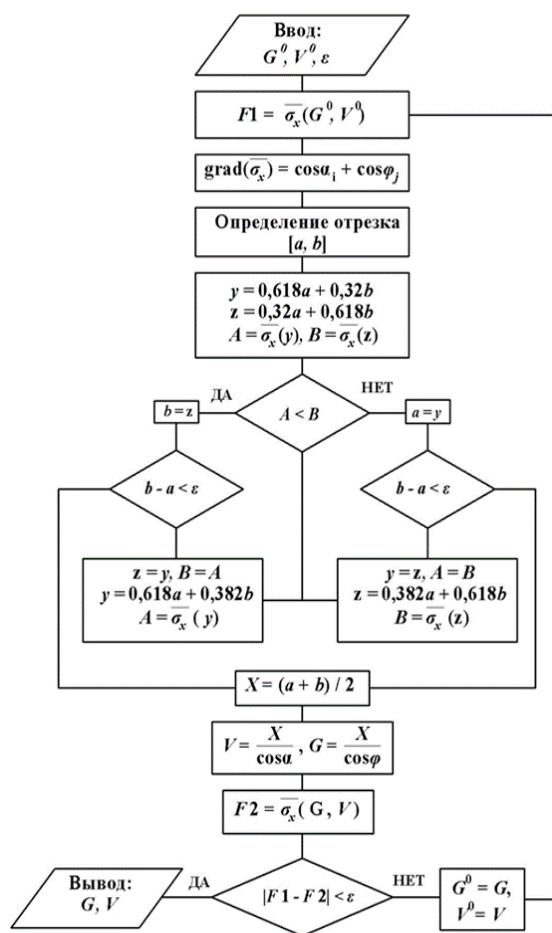 Ввод:
G⁰, V⁰, ε
F1 = σₓ(G⁰, V⁰)
grad(σₓ) = cosαᵢ + cosφⱼ
Определение отрезка
[a, b]
y = 0,618a + 0,32b
z = 0,32a + 0,618b
A = σₓ(y), B = σₓ(z)
ДА
НЕТ
b = z
A < B
a = y
b - a < ε
b - a < ε
z = y, B = A
y = 0,618a + 0,382b
A = σₓ ( y)
y = z, A = B
z = 0,382a + 0,618b
B = σₓ (z)
X = (a + b) / 2
V = X/cosα , G = X/cosφ
F2 = σₓ( G , V)
Вывод:
G, V
ДА
|F1 - F2| < ε
НЕТ
G⁰ = G,
V⁰ = V